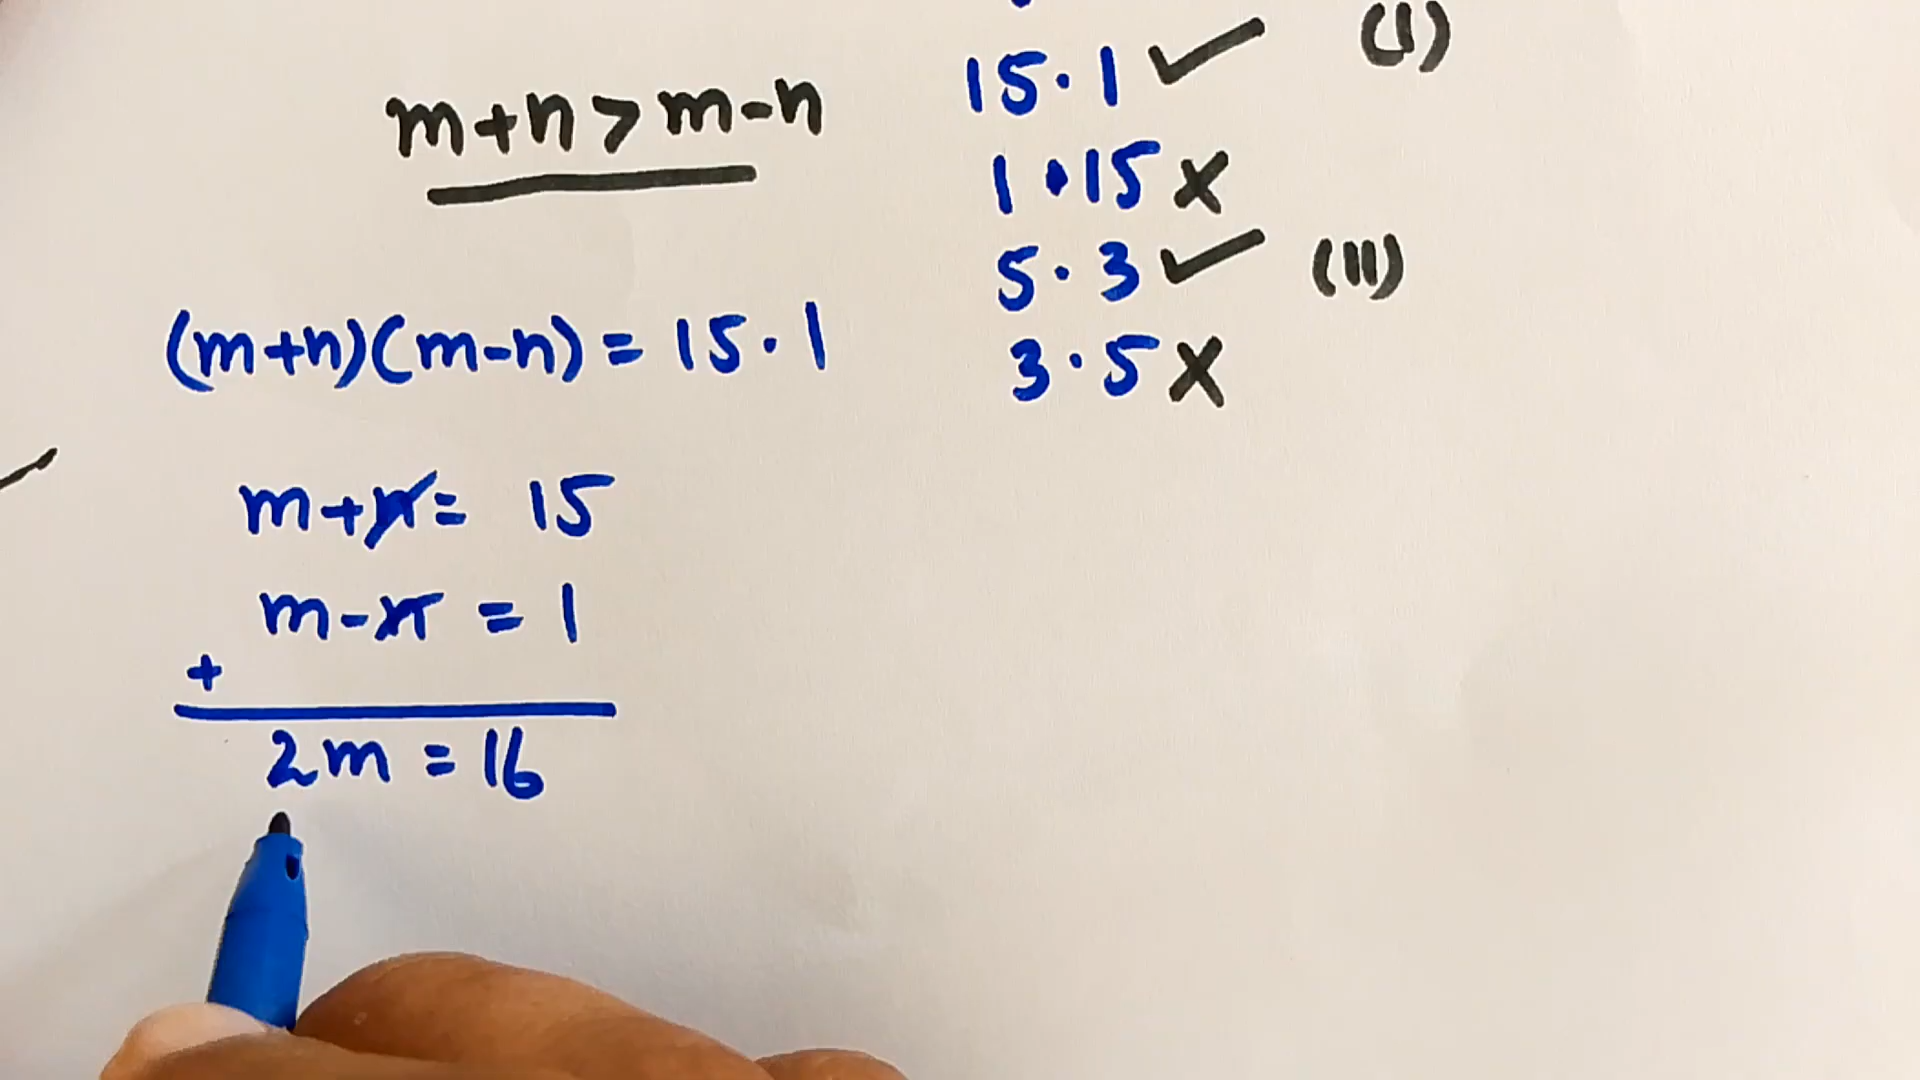 m+n>m-n
(m+n)(m-n)=15·1
m+n= 15
m-n = 1
+
2m = 16
15·1 ✓ (I)
1·15 x
5·3 ✓ (II)
3·5 x